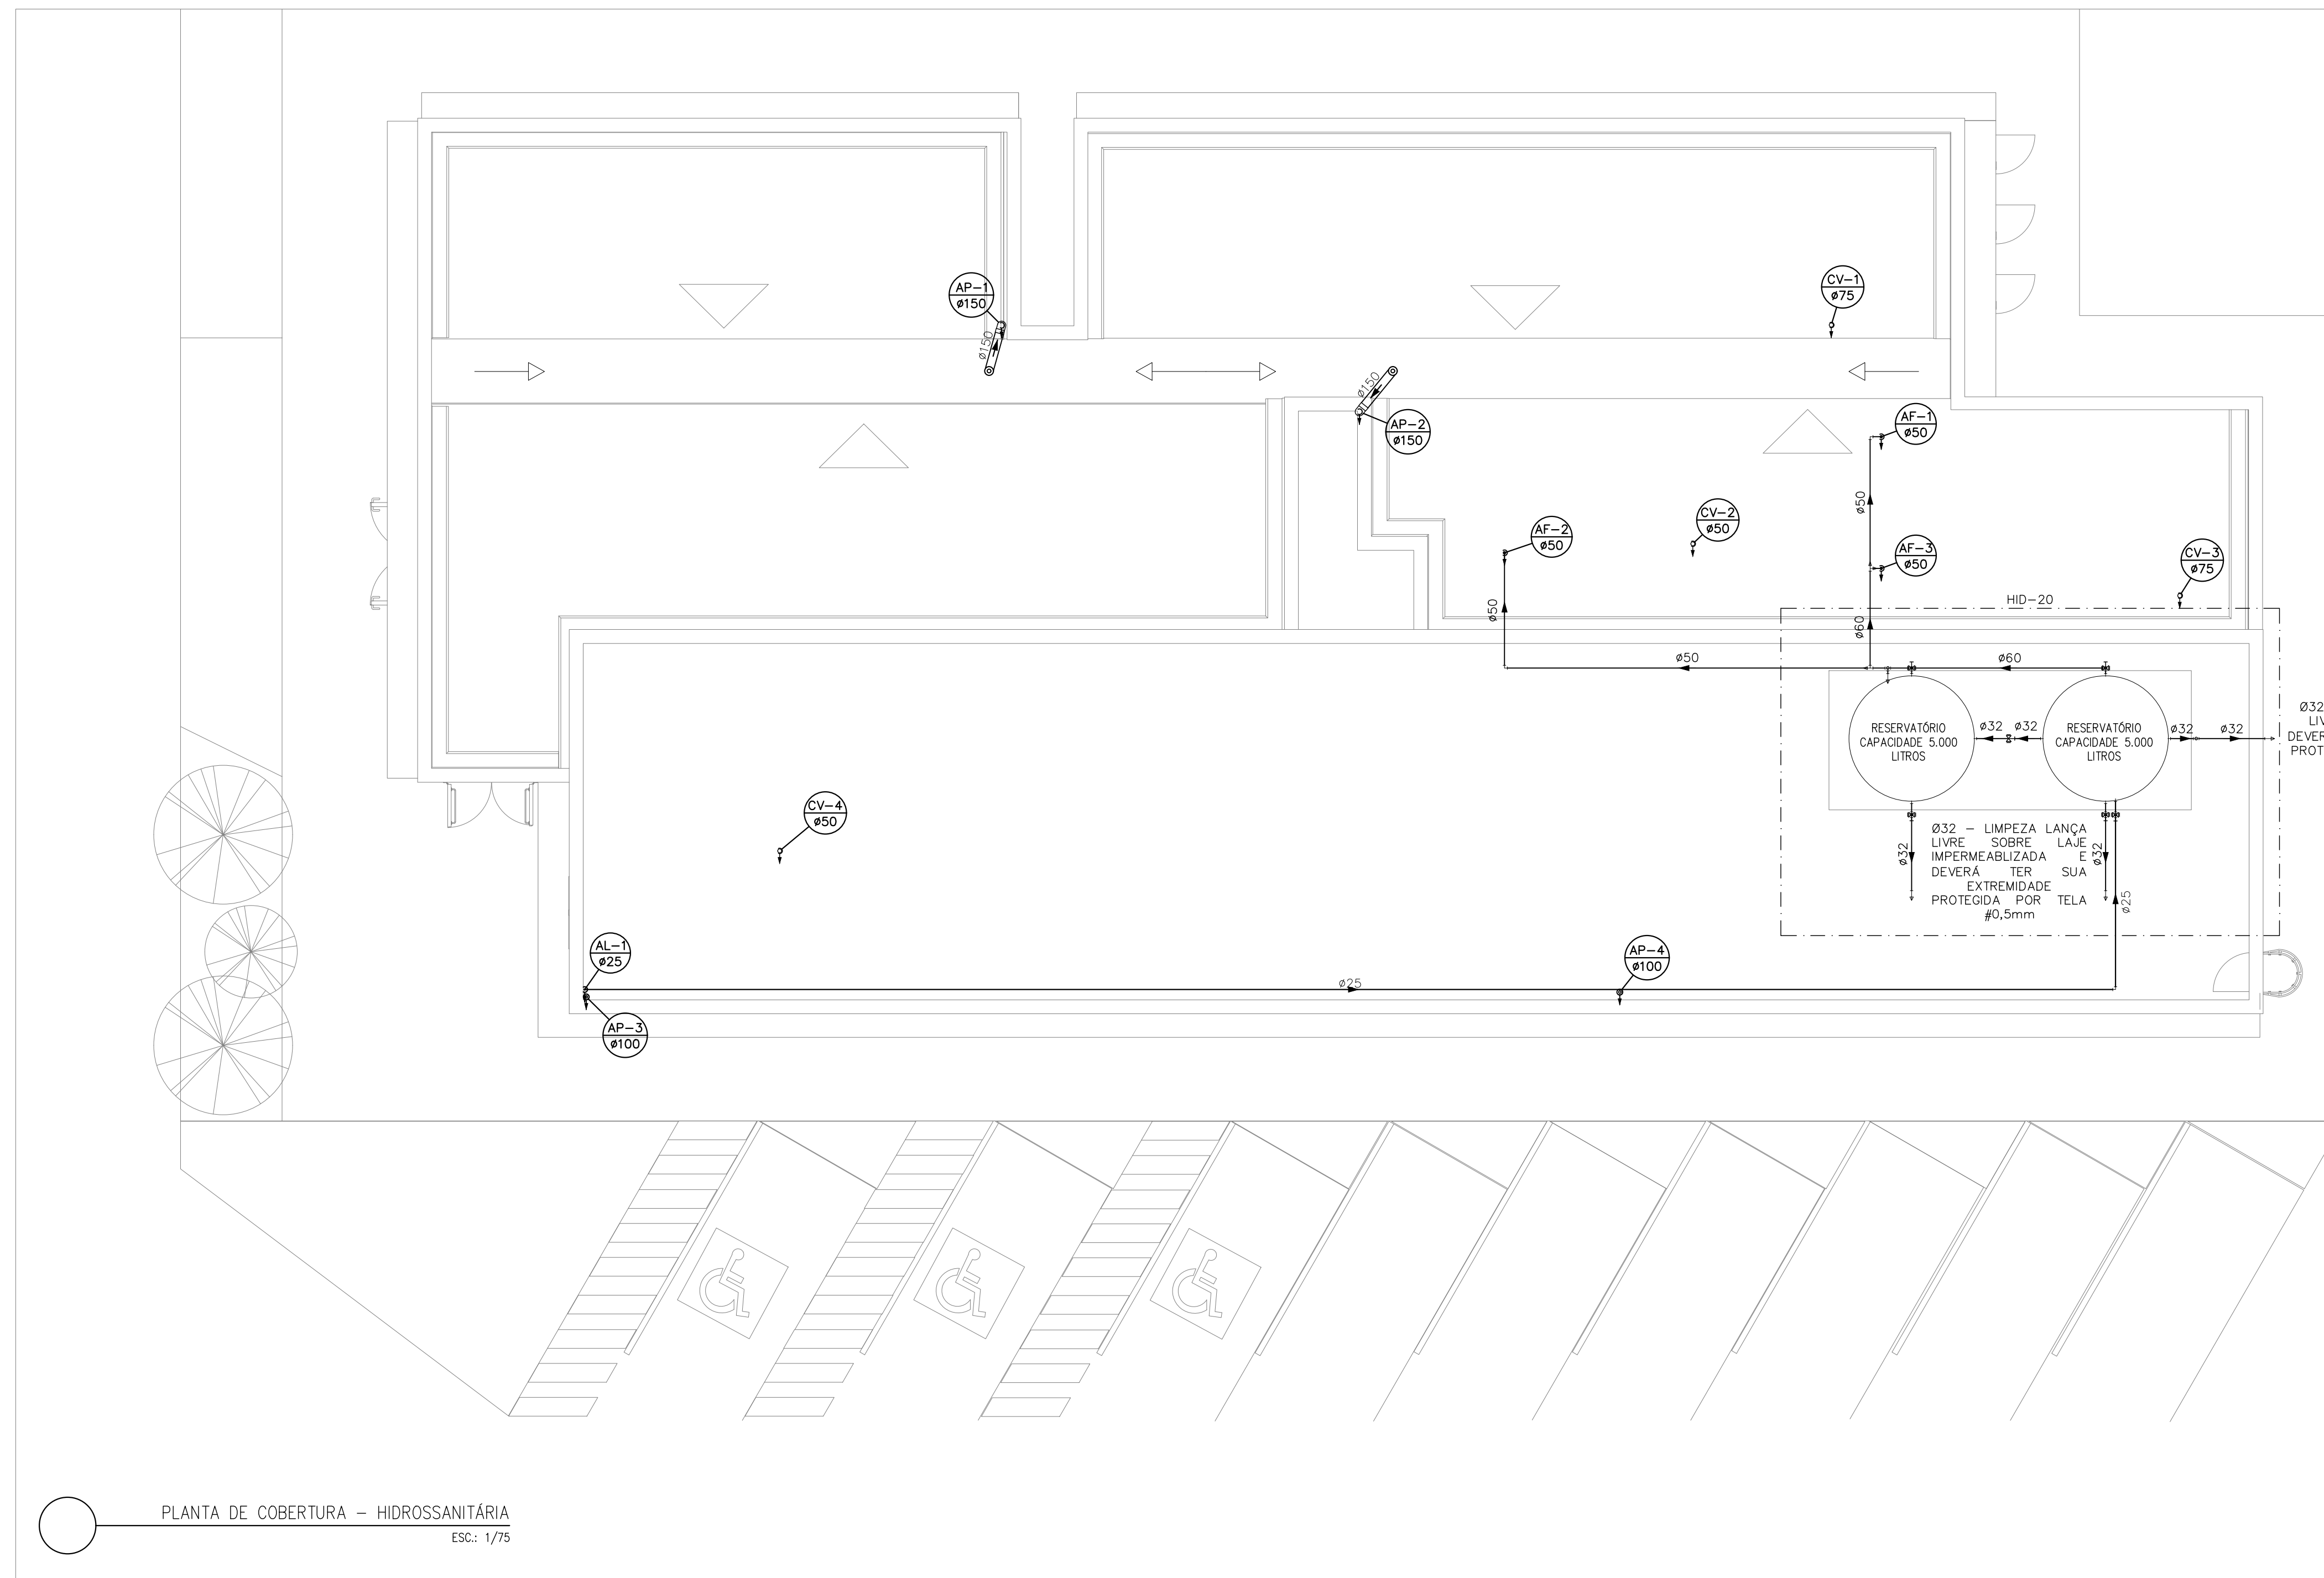 AP-1
ø150
ø150
CV-1
ø75
ø150
AP-2
ø150
AF-1
ø50
ø50
CV-2
ø50
AF-2
ø50
AF-3
ø50
CV-3
ø75
HID-20
ø50
ø60
ø50
ø60
RESERVATÓRIO
CAPACIDADE 5.000
LITROS
ø32
ø32
RESERVATÓRIO
CAPACIDADE 5.000
LITROS
ø32
ø32
Ø32
LIV
DEVER
PROT
CV-4
ø50
Ø32 - LIMPEZA LANÇA
LIVRE SOBRE LAJE
IMPERMEABLIZADA E
DEVERÁ TER SUA
EXTREMIDADE
PROTEGIDA POR TELA
#0,5mm
ø32
ø32
ø25
AL-1
ø25
AP-4
ø100
ø25
AP-3
ø100
PLANTA DE COBERTURA - HIDROSSANITÁRIA
ESC.: 1/75